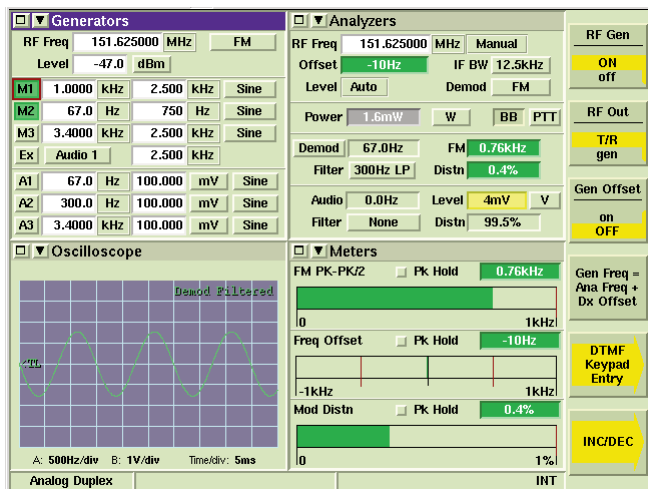 Generators
RF Freq 151.625000 MHz FM
Level -47.0 dBm
M1 1.0000 kHz 2.500 kHz Sine
M2 67.0 Hz 750 Hz Sine
M3 3.4000 kHz 2.500 kHz Sine
Ex Audio 1 2.500 kHz
A1 67.0 Hz 100.000 mV Sine
A2 300.0 Hz 100.000 mV Sine
A3 3.4000 kHz 100.000 mV Sine
Analyzers
RF Freq 151.625000 MHz Manual
Offset -10Hz IF BW 12.5kHz
Level Auto Demod FM
Power 1.6mW W BB PTT
Demod 67.0Hz FM 0.76kHz
Filter 300Hz LP Distn 0.4%
Audio 0.0Hz Level 4mV V
Filter None Distn 99.5%
Oscilloscope
Demod Filtered
<TL
A: 500Hz/div B: 1V/div Time/div: 5ms
Meters
FM PK-PK/2 Pk Hold 0.76kHz
0 1kHz
Freq Offset Pk Hold -10Hz
-1kHz 1kHz
Mod Distn Pk Hold 0.4%
0 1%
RF Gen
ON
off
RF Out
T/R
gen
Gen Offset
on
OFF
Gen Freq =
Ana Freq +
Dx Offset
DTMF
Keypad
Entry
INC/DEC
Analog Duplex INT